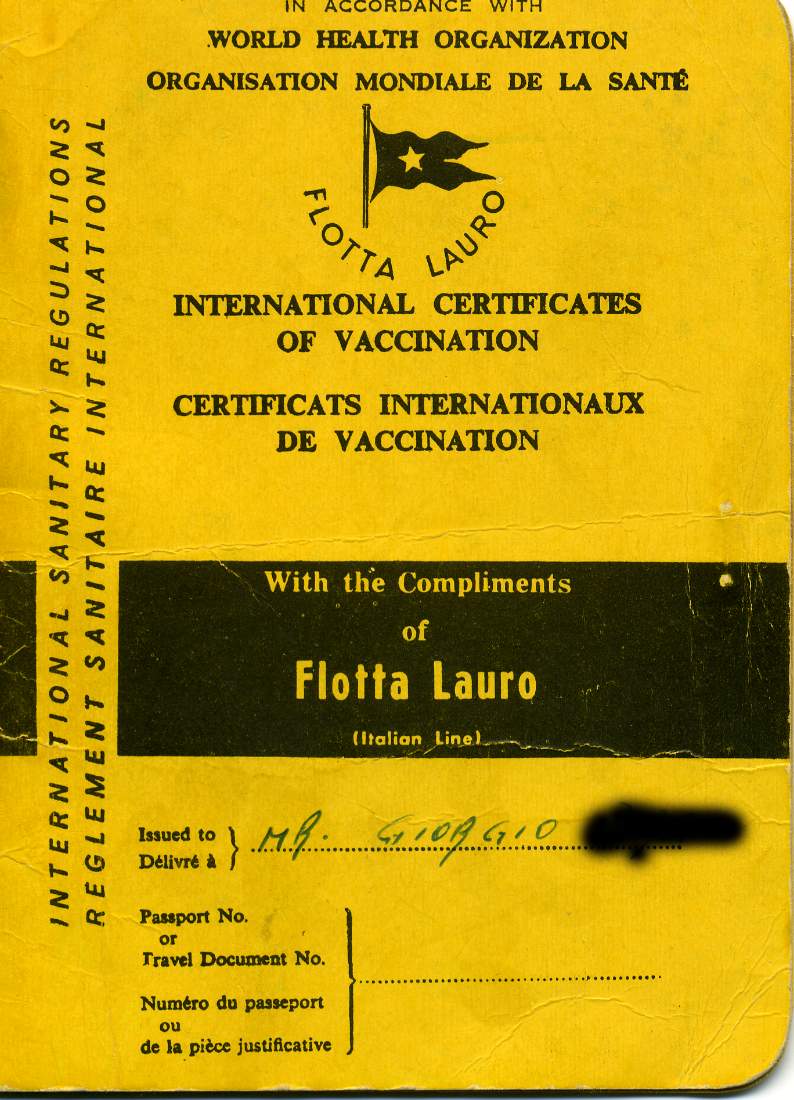 IN ACCORDANCE WITH
WORLD HEALTH ORGANIZATION
ORGANISATION MONDIALE DE LA SANTÉ
FLOTTA LAURO
INTERNATIONAL CERTIFICATES
OF VACCINATION
CERTIFICATS INTERNATIONAUX
DE VACCINATION
INTERNATIONAL SANITARY REGULATIONS
REGLEMENT SANITAIRE INTERNATIONAL
With the Compliments
of
Flotta Lauro
(Italian Line)
Issued to
Délivré à
MR. GIORGIO
Passport No.
or
Travel Document No.
Numéro du passeport
ou
de la pièce justificative